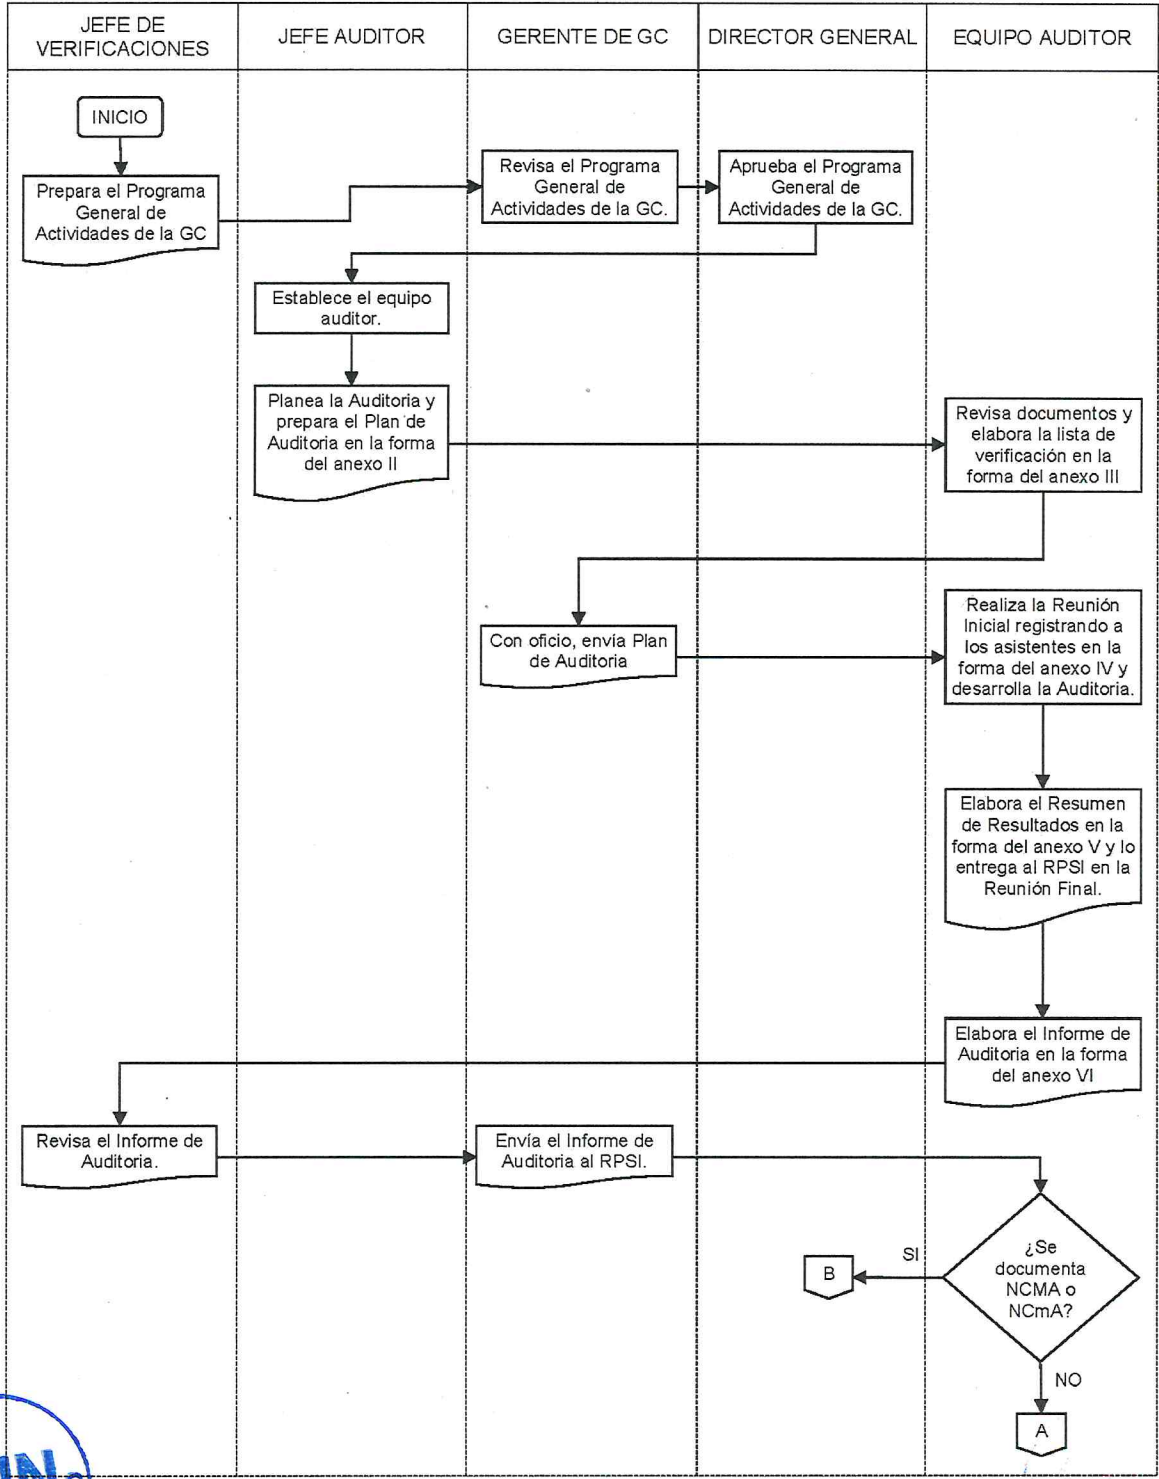 JEFE DE
VERIFICACIONES
JEFE AUDITOR
GERENTE DE GC
DIRECTOR GENERAL
EQUIPO AUDITOR
INICIO
Prepara el Programa
General de
Actividades de la GC
Revisa el Programa
General de
Actividades de la GC.
Aprueba el Programa
General de
Actividades de la GC.
Establece el equipo
auditor.
Planea la Auditoria y
prepara el Plan de
Auditoria en la forma
del anexo II
Revisa documentos y
elabora la lista de
verificación en la
forma del anexo III
Con oficio, envia Plan
de Auditoria
Realiza la Reunión
Inicial registrando a
los asistentes en la
forma del anexo IV y
desarrolla la Auditoria.
Elabora el Resumen
de Resultados en la
forma del anexo V y lo
entrega al RPSI en la
Reunión Final.
Elabora el Informe de
Auditoria en la forma
del anexo VI
Revisa el Informe de
Auditoria.
Envía el Informe de
Auditoria al RPSI.
¿Se
documenta
NCMA o
NCmA?
SI
B
NO
A